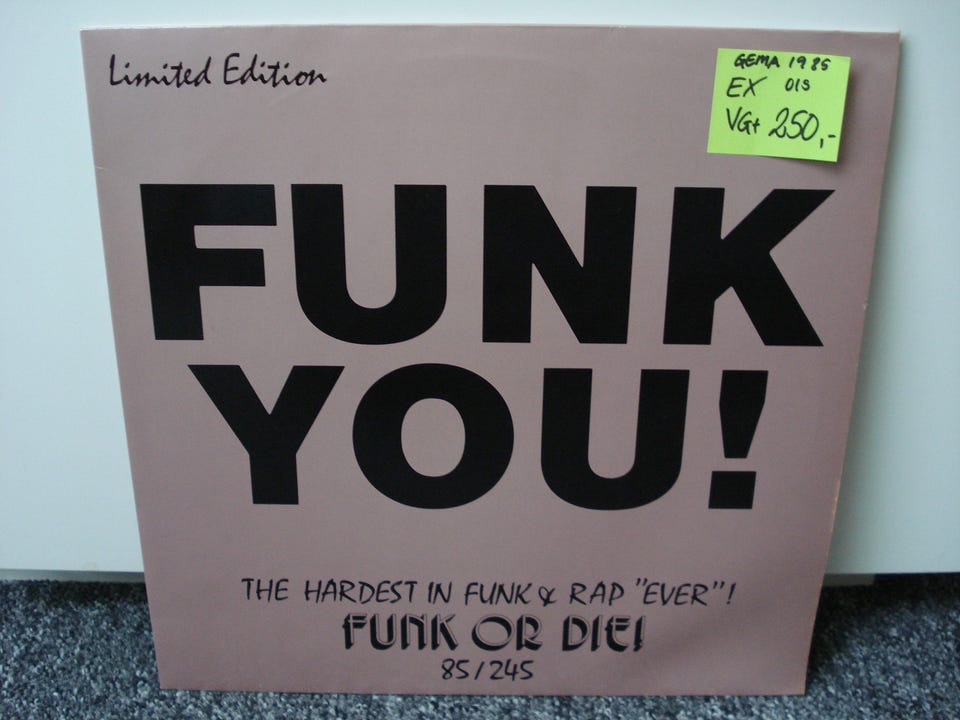 Limited Edition
GEMA 1985
EX OIS
VG+ 250,-
FUNK
YOU!
THE HARDEST IN FUNK & RAP "EVER"!
FUNK OR DIE!
85/245